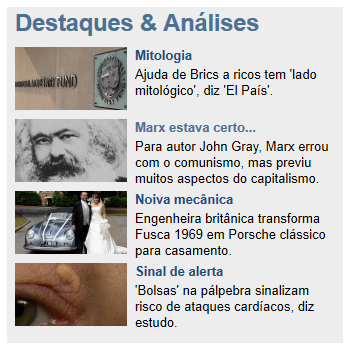 Destaques & Análises
Mitologia
Ajuda de Brics a ricos tem 'lado
mitológico', diz 'El País'.
Marx estava certo...
Para autor John Gray, Marx errou
com o comunismo, mas previu
muitos aspectos do capitalismo.
Noiva mecânica
Engenheira britânica transforma
Fusca 1969 em Porsche clássico
para casamento.
Sinal de alerta
'Bolsas' na pálpebra sinalizam
risco de ataques cardíacos, diz
estudo.